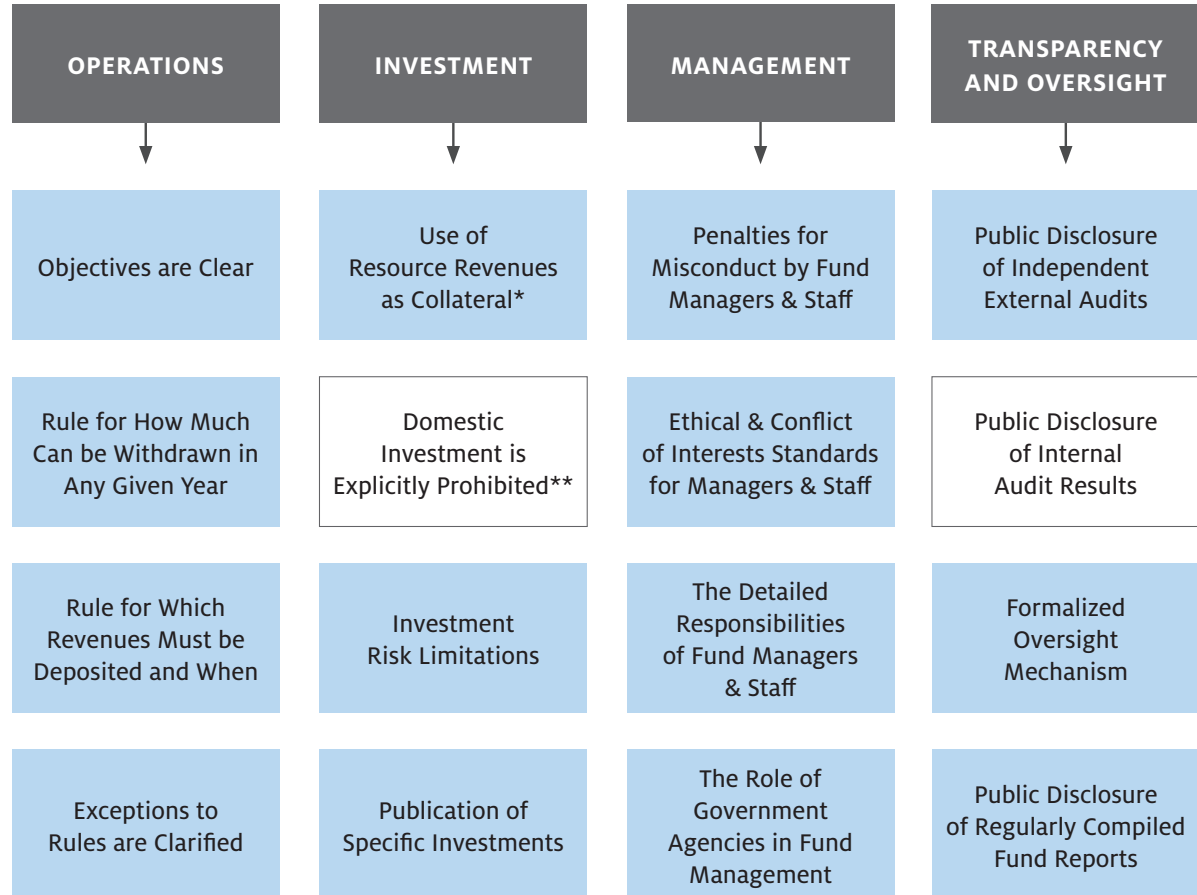 OPERATIONS
INVESTMENT
MANAGEMENT
TRANSPARENCY
AND OVERSIGHT
Objectives are Clear
Use of
Resource Revenues
as Collateral*
Penalties for
Misconduct by Fund
Managers & Staff
Public Disclosure
of Independent
External Audits
Rule for How Much
Can be Withdrawn in
Any Given Year
Domestic
Investment is
Explicitly Prohibited**
Ethical & Conflict
of Interests Standards
for Managers & Staff
Public Disclosure
of Internal
Audit Results
Rule for Which
Revenues Must be
Deposited and When
Investment
Risk Limitations
The Detailed
Responsibilities
of Fund Managers
& Staff
Formalized
Oversight
Mechanism
Exceptions to
Rules are Clarified
Publication of
Specific Investments
The Role of
Government
Agencies in Fund
Management
Public Disclosure
of Regularly Compiled
Fund Reports